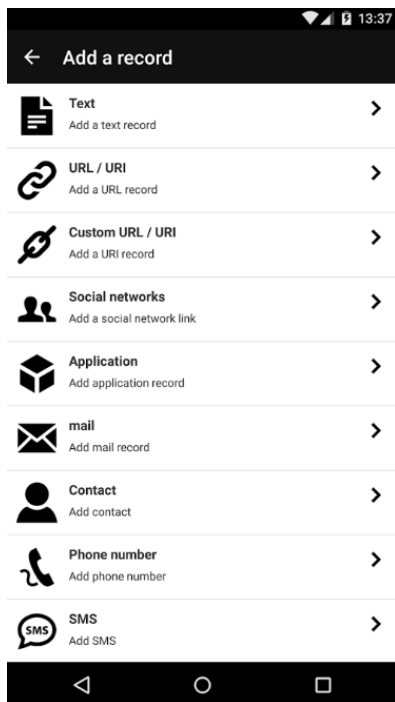 13:37
Add a record
Text
Add a text record
URL / URI
Add a URL record
Custom URL / URI
Add a URI record
Social networks
Add a social network link
Application
Add application record
mail
Add mail record
Contact
Add contact
Phone number
Add phone number
SMS
SMS
Add SMS